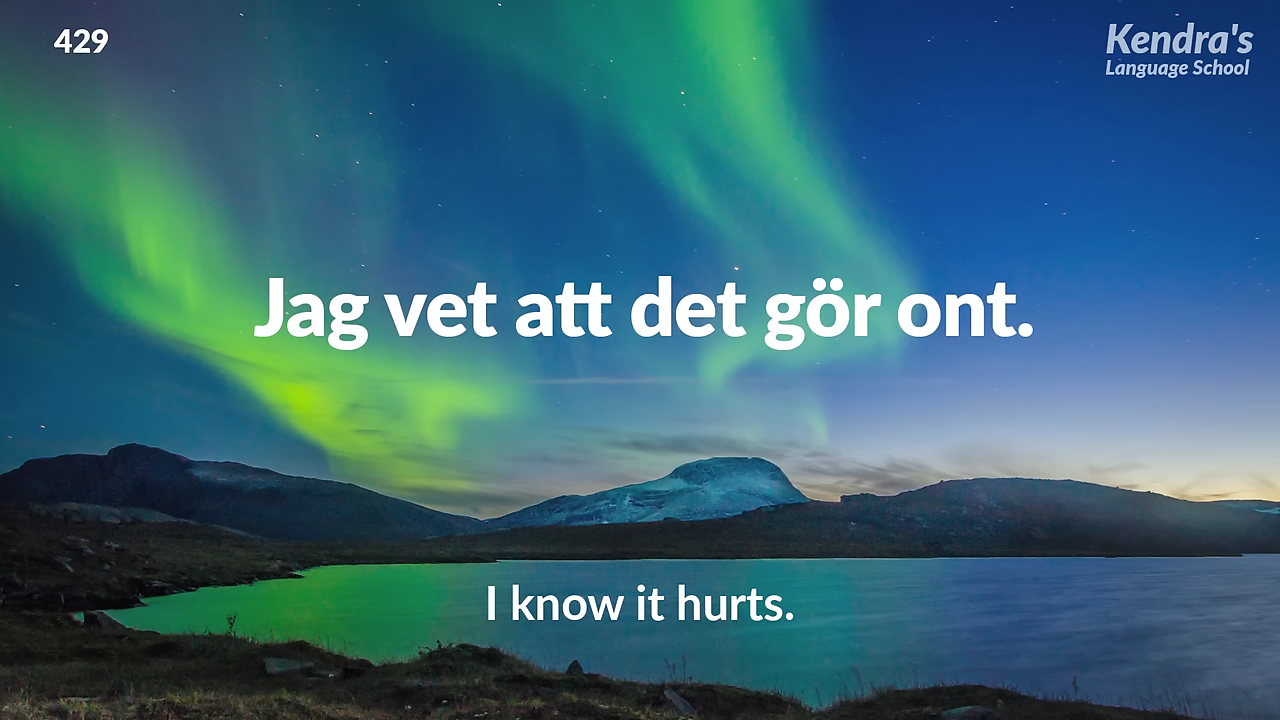 429
Kendra's
Language School
Jag vet att det gör ont.
I know it hurts.